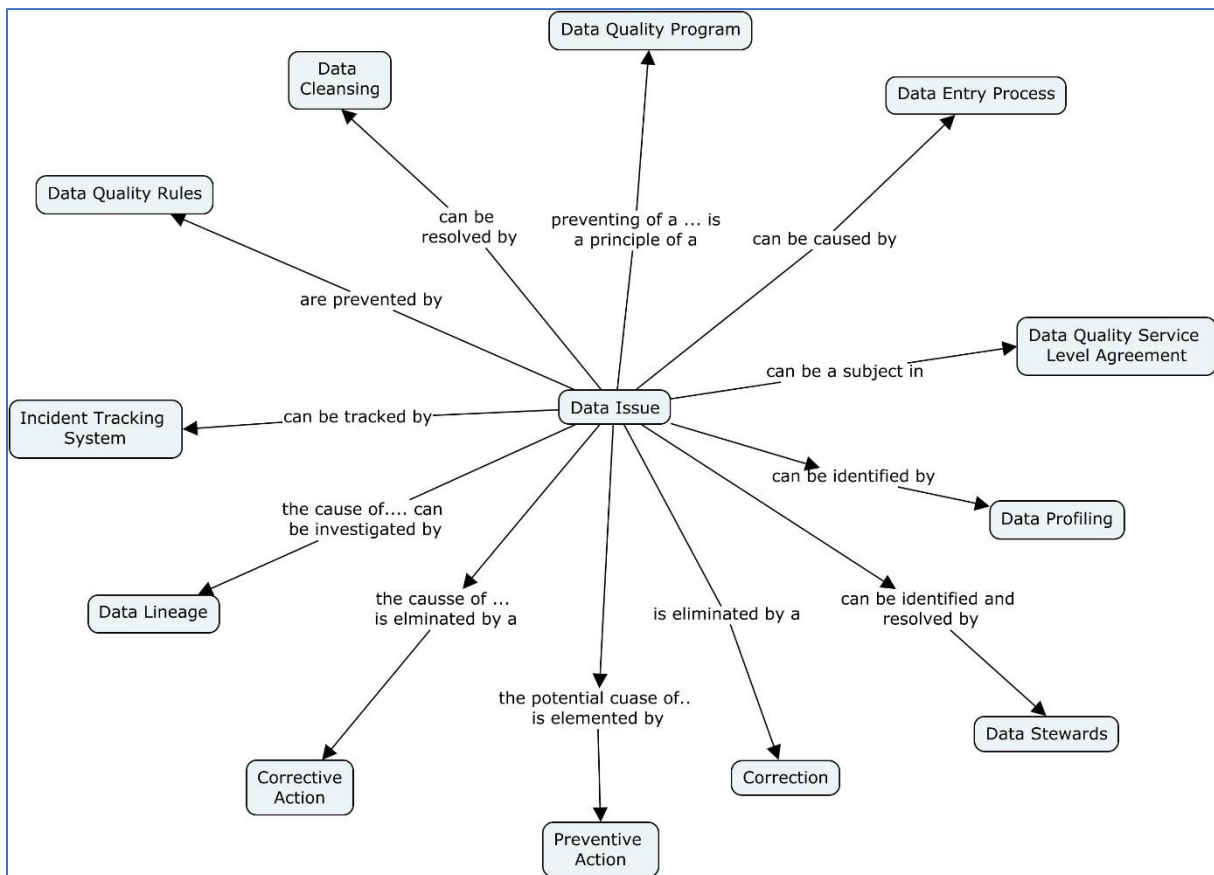 Data Quality Program
Data
Cleansing
Data Entry Process
Data Quality Rules
can be
resolved by
preventing of a ... is
a principle of a
can be caused by
are prevented by
Data Quality Service
Level Agreement
can be a subject in
Data Issue
Incident Tracking
System
can be tracked by
can be identified by
Data Profiling
the cause of.... can
be investigated by
Data Lineage
the causse of ...
is elminated by a
is eliminated by a
can be identified and
resolved by
the potential cuase of..
is elemented by
Data Stewards
Corrective
Action
Correction
Preventive
Action